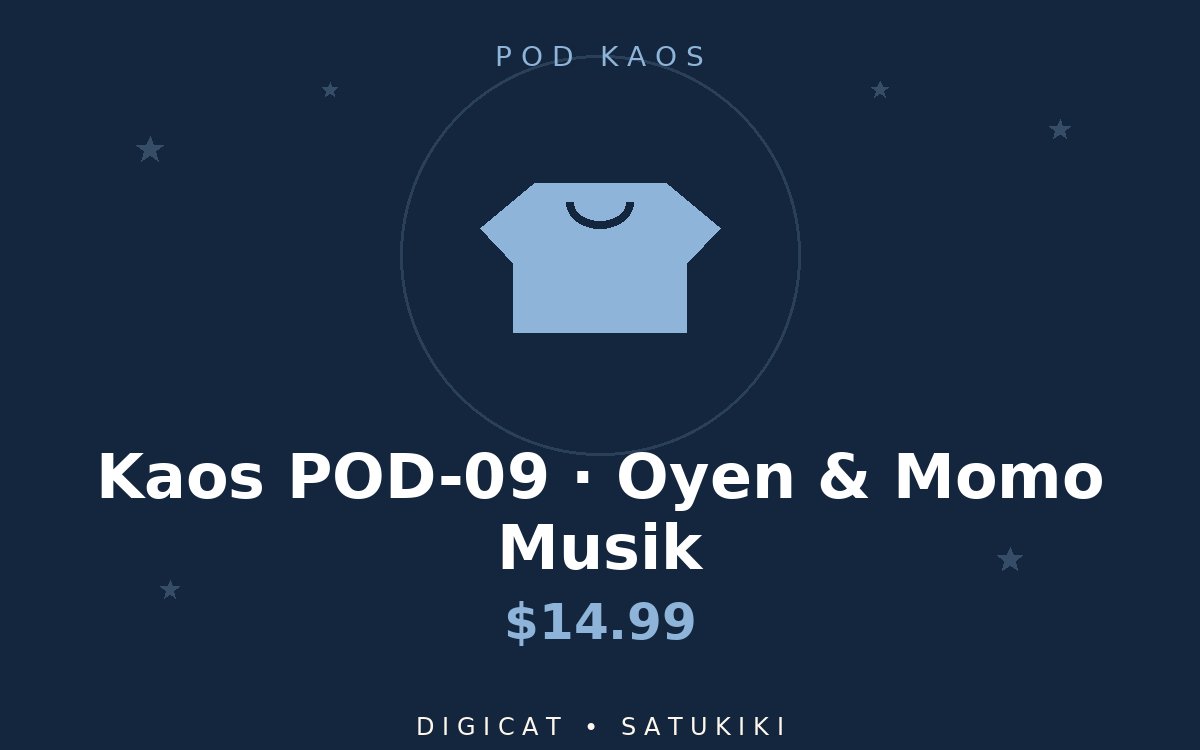 POD KAOS
Kaos POD-09 · Oyen & Momo
Musik
$14.99
DIGICAT • SATUKIKI